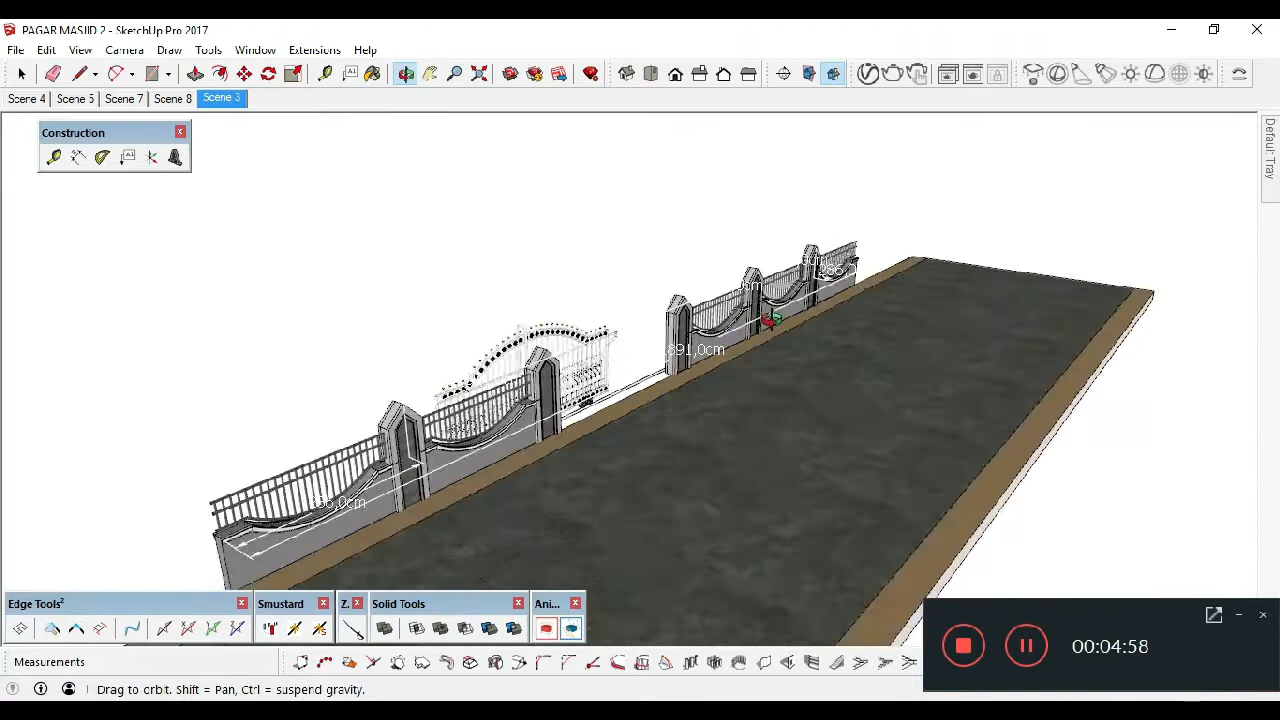 PAGAR MASJID 2 - SketchUp Pro 2017
File Edit View Camera Draw Tools Window Extensions Help
Scene 4 Scene 5 Scene 7 Scene 8 Scene 3
Default Tray
Construction
891,0cm
Edge Tools²
Smustard
Z.
Solid Tools
Ani...
Measurements
Drag to orbit. Shift = Pan, Ctrl = suspend gravity.
00:04:58